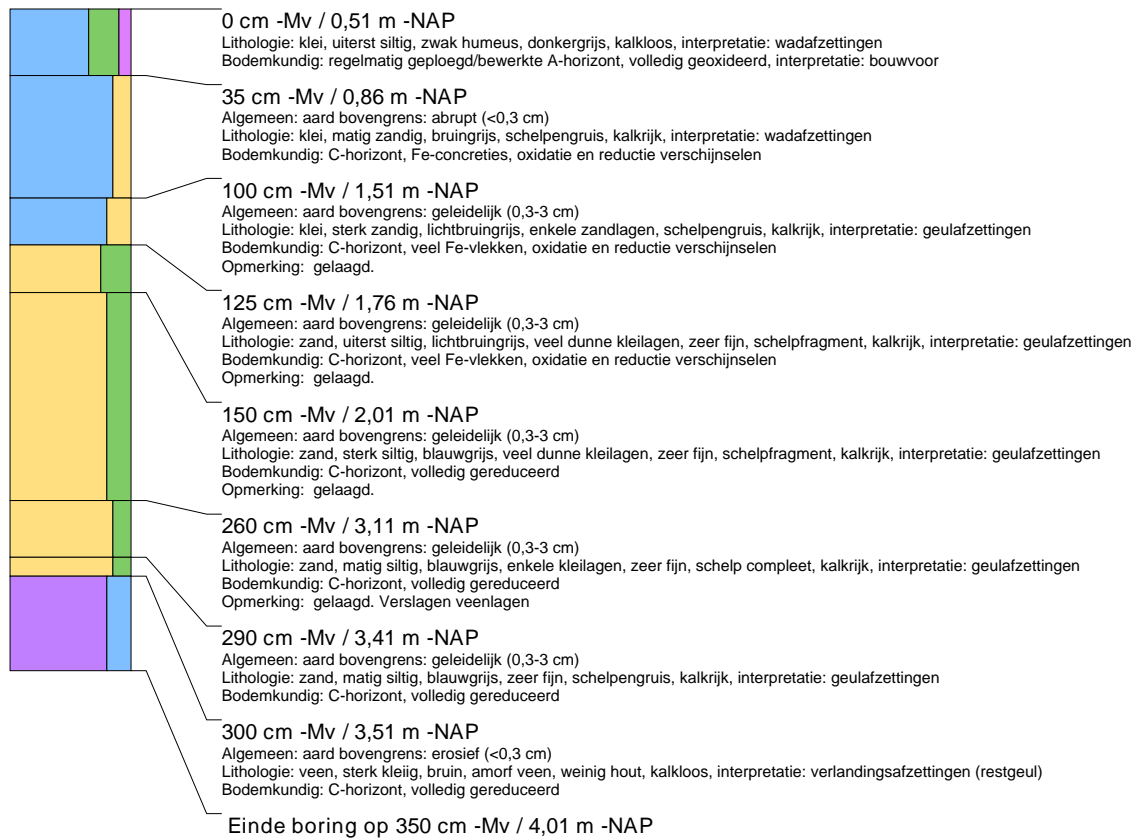 0 cm -Mv / 0,51 m -NAP
Lithologie: klei, uiterst siltig, zwak humeus, donkergrijs, kalkloos, interpretatie: wadafzettingen
Bodemkundig: regelmatig geploegd/bewerkte A-horizont, volledig geoxideerd, interpretatie: bouwvoor
35 cm -Mv / 0,86 m -NAP
Algemeen: aard bovengrens: abrupt (<0,3 cm)
Lithologie: klei, matig zandig, bruingrijs, schelpengruis, kalkrijk, interpretatie: wadafzettingen
Bodemkundig: C-horizont, Fe-concreties, oxidatie en reductie verschijnselen
100 cm -Mv / 1,51 m -NAP
Algemeen: aard bovengrens: geleidelijk (0,3-3 cm)
Lithologie: klei, sterk zandig, lichtbruingrijs, enkele zandlagen, schelpengruis, kalkrijk, interpretatie: geulafzettingen
Bodemkundig: C-horizont, veel Fe-vlekken, oxidatie en reductie verschijnselen
Opmerking: gelaagd.
125 cm -Mv / 1,76 m -NAP
Algemeen: aard bovengrens: geleidelijk (0,3-3 cm)
Lithologie: zand, uiterst siltig, lichtbruingrijs, veel dunne kleilagen, zeer fijn, schelpfragment, kalkrijk, interpretatie: geulafzettingen
Bodemkundig: C-horizont, veel Fe-vlekken, oxidatie en reductie verschijnselen
Opmerking: gelaagd.
150 cm -Mv / 2,01 m -NAP
Algemeen: aard bovengrens: geleidelijk (0,3-3 cm)
Lithologie: zand, sterk siltig, blauwgrijs, veel dunne kleilagen, zeer fijn, schelpfragment, kalkrijk, interpretatie: geulafzettingen
Bodemkundig: C-horizont, volledig gereduceerd
Opmerking: gelaagd.
260 cm -Mv / 3,11 m -NAP
Algemeen: aard bovengrens: geleidelijk (0,3-3 cm)
Lithologie: zand, matig siltig, blauwgrijs, enkele kleilagen, zeer fijn, schelp compleet, kalkrijk, interpretatie: geulafzettingen
Bodemkundig: C-horizont, volledig gereduceerd
Opmerking: gelaagd. Verslagen veenlagen
290 cm -Mv / 3,41 m -NAP
Algemeen: aard bovengrens: geleidelijk (0,3-3 cm)
Lithologie: zand, matig siltig, blauwgrijs, zeer fijn, schelpengruis, kalkrijk, interpretatie: geulafzettingen
Bodemkundig: C-horizont, volledig gereduceerd
300 cm -Mv / 3,51 m -NAP
Algemeen: aard bovengrens: erosief (<0,3 cm)
Lithologie: veen, sterk kleiig, bruin, amorf veen, weinig hout, kalkloos, interpretatie: verlandingsafzettingen (restgeul)
Bodemkundig: C-horizont, volledig gereduceerd
Einde boring op 350 cm -Mv / 4,01 m -NAP